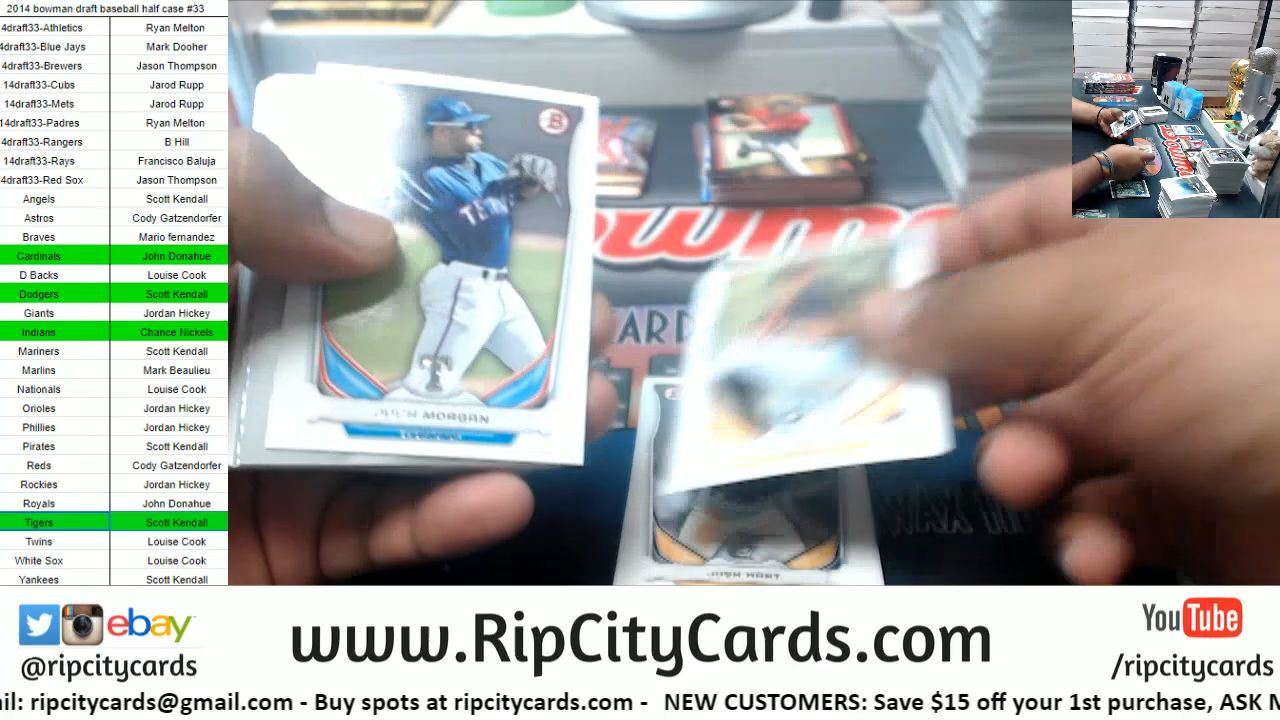 2014 bowman draft baseball half case #33
4draft33-Athletics Ryan Melton
4draft33-Blue Jays Mark Dooher
4draft33-Brewers Jason Thompson
14draft33-Cubs Jarod Rupp
14draft33-Mets Jarod Rupp
14draft33-Padres Ryan Melton
4draft33-Rangers B Hill
14draft33-Rays Francisco Baluja
4draft33-Red Sox Jason Thompson
Angels Scott Kendall
Astros Cody Gatzendorfer
Braves Mario fernandez
Cardinals John Donahue
D Backs Louise Cook
Dodgers Scott Kendall
Giants Jordan Hickey
Indians Chance Nickels
Mariners Scott Kendall
Marlins Mark Beaulieu
Nationals Louise Cook
Orioles Jordan Hickey
Phillies Jordan Hickey
Pirates Scott Kendall
Reds Cody Gatzendorfer
Rockies Jordan Hickey
Royals John Donahue
Tigers Scott Kendall
Twins Louise Cook
White Sox Louise Cook
Yankees Scott Kendall
B
TEXA
T
MORGAN
owm
CARD
JOSH HART
ebay
@ripcitycards
www.RipCityCards.com
YouTube
/ripcitycards
ail: ripcitycards@gmail.com - Buy spots at ripcitycards.com - NEW CUSTOMERS: Save $15 off your 1st purchase, ASK M